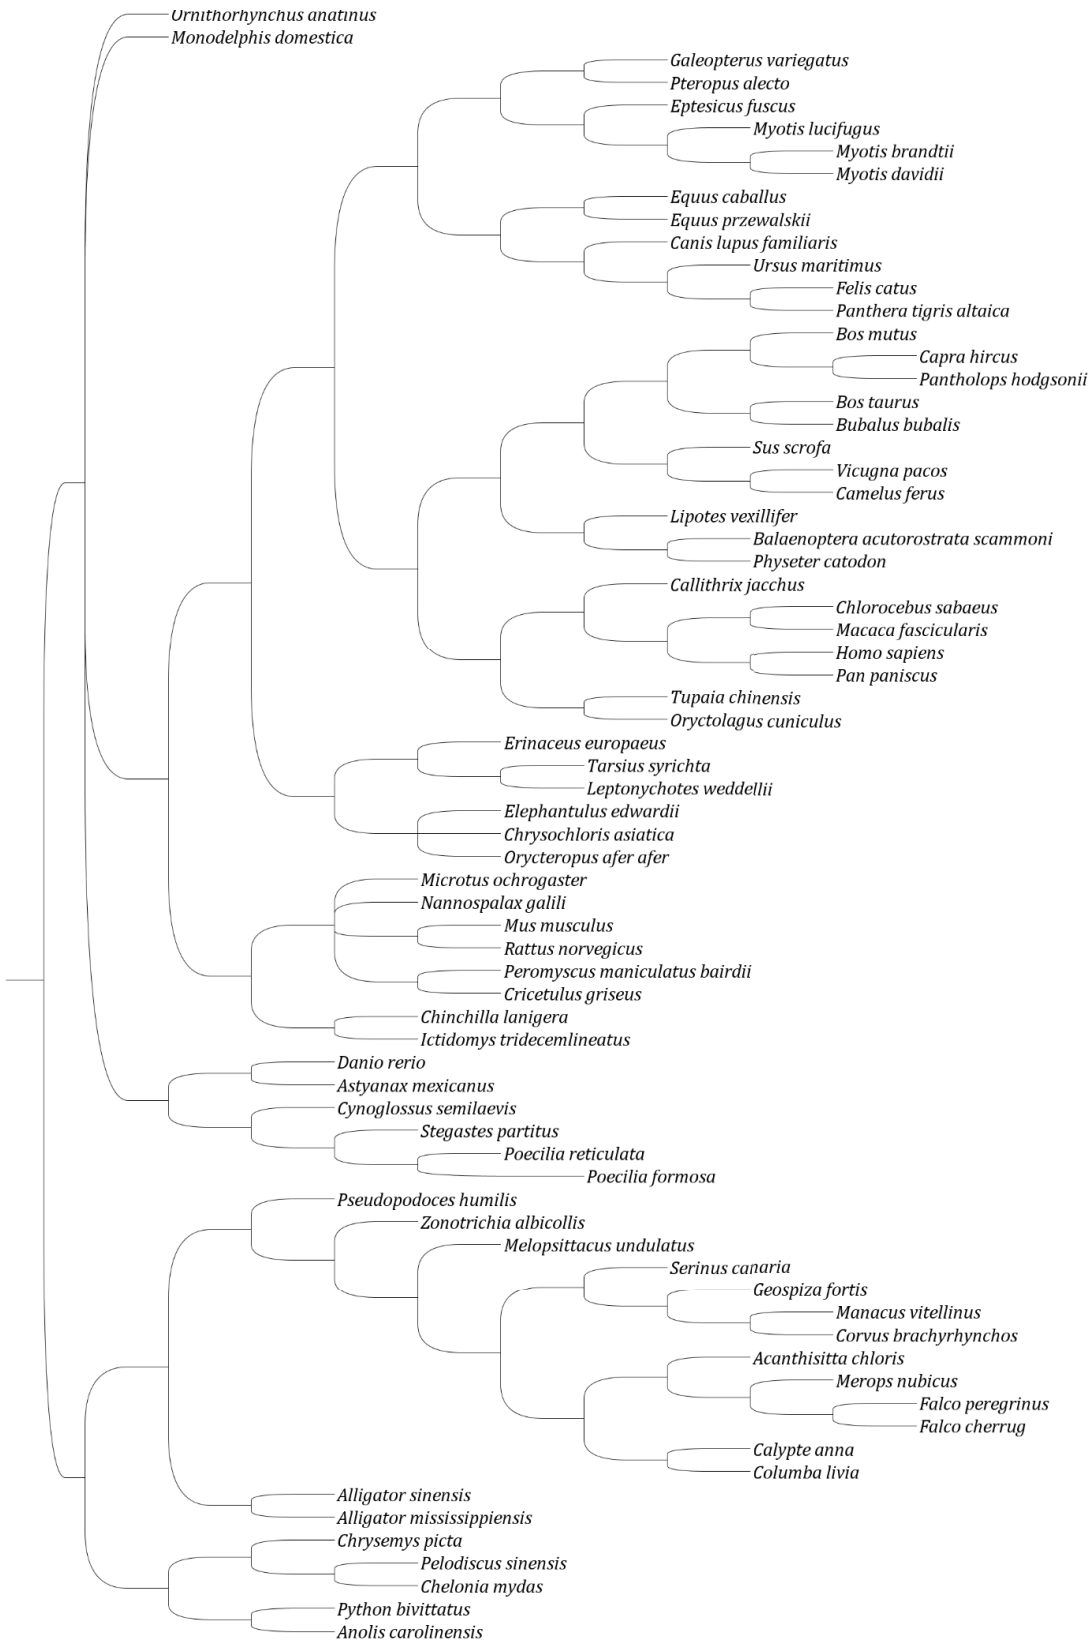 Ornithorhynchus anatinus
Monodelphis domestica
Galeopterus variegatus
Pteropus alecto
Eptesicus fuscus
Myotis lucifugus
Myotis brandtii
Myotis davidii
Equus caballus
Equus przewalskii
Canis lupus familiaris
Ursus maritimus
Felis catus
Panthera tigris altaica
Bos mutus
Capra hircus
Pantholops hodgsonii
Bos taurus
Bubalus bubalis
Sus scrofa
Vicugna pacos
Camelus ferus
Lipotes vexillifer
Balaenoptera acutorostrata scammoni
Physeter catodon
Callithrix jacchus
Chlorocebus sabaeus
Macaca fascicularis
Homo sapiens
Pan paniscus
Tupaia chinensis
Oryctolagus cuniculus
Erinaceus europaeus
Tarsius syrichta
Leptonychotes weddellii
Elephantulus edwardii
Chrysochloris asiatica
Orycteropus afer afer
Microtus ochrogaster
Nannospalax galili
Mus musculus
Rattus norvegicus
Peromyscus maniculatus bairdii
Cricetulus griseus
Chinchilla lanigera
Ictidomys tridecemlineatus
Danio rerio
Astyanax mexicanus
Cynoglossus semilaevis
Stegastes partitus
Poecilia reticulata
Poecilia formosa
Pseudopodoces humilis
Zonotrichia albicollis
Melopsittacus undulatus
Serinus canaria
Geospiza fortis
Manacus vitellinus
Corvus brachyrhynchos
Acanthisitta chloris
Merops nubicus
Falco peregrinus
Falco cherrug
Calypte anna
Columba livia
Alligator sinensis
Alligator mississippiensis
Chrysemys picta
Pelodiscus sinensis
Chelonia mydas
Python bivittatus
Anolis carolinensis